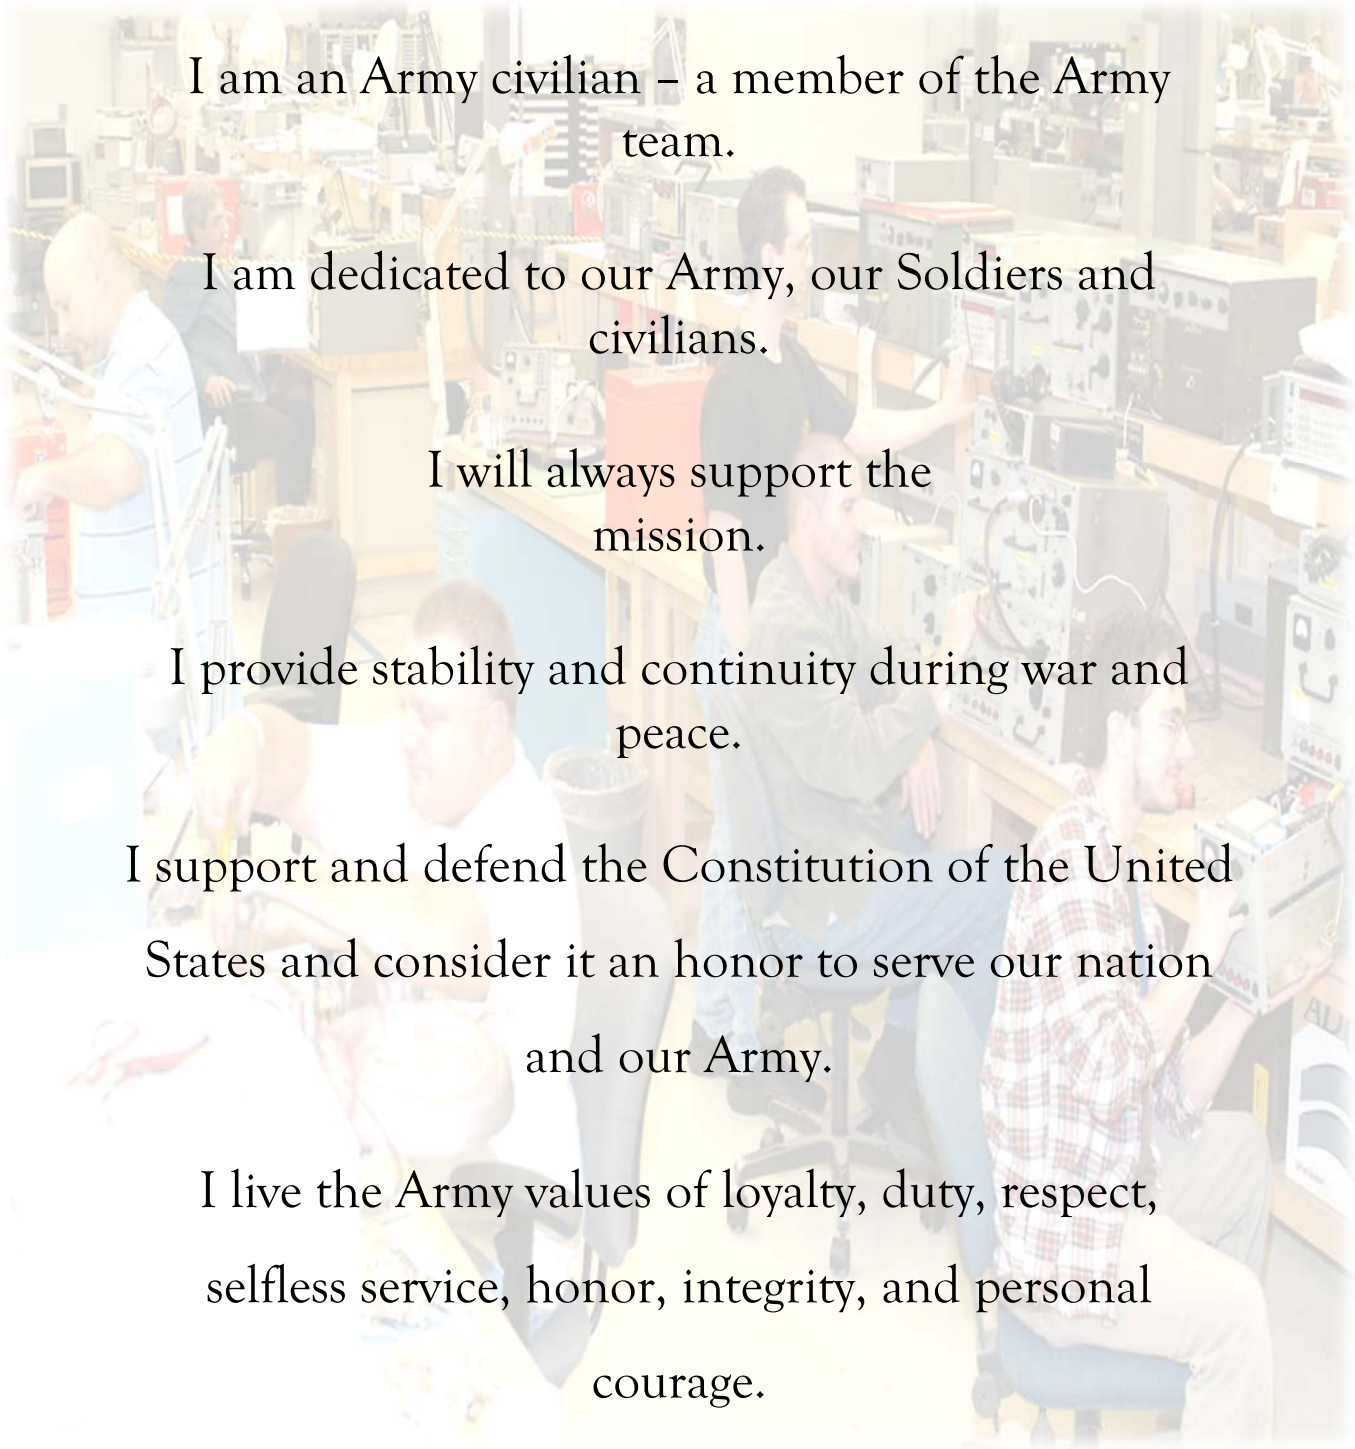 I am an Army civilian – a member of the Army
team.
I am dedicated to our Army, our Soldiers and
civilians.
I will always support the
mission.
I provide stability and continuity during war and
peace.
I support and defend the Constitution of the United
States and consider it an honor to serve our nation
and our Army.
I live the Army values of loyalty, duty, respect,
selfless service, honor, integrity, and personal
courage.